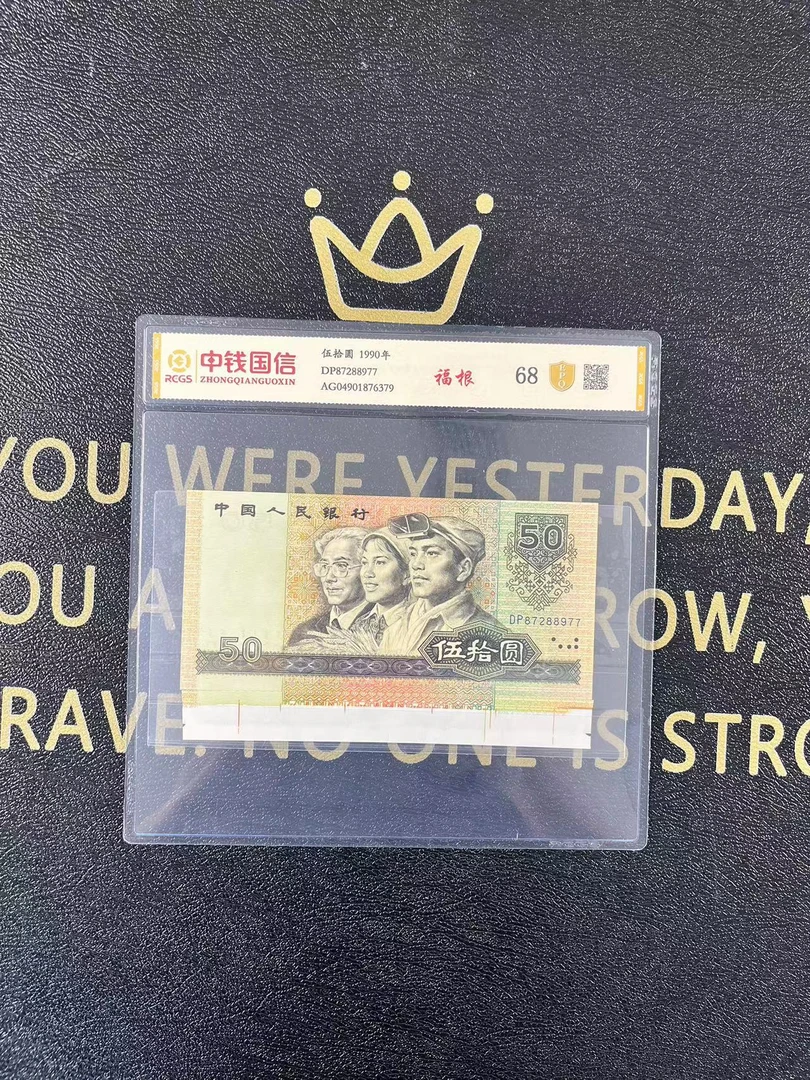 RCGS
中钱国信
ZHONGQIANGUOXIN
伍拾圆 1990年
DP87288977
AG04901876379
福根
68
EPQ
YOU WERE YESTERDAY,
中国人民银行
50
DP87288977
50
伍拾圆
OU A ROW, Y
RAVE. NO ONE IS STRO